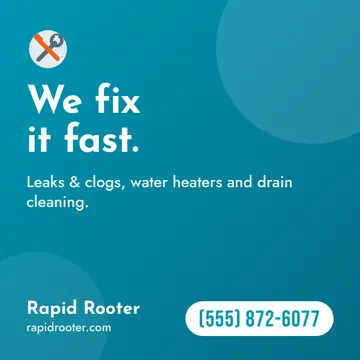 We fix
it fast.
Leaks & clogs, water heaters and drain
cleaning.
Rapid Rooter
rapidrooter.com
(555) 872-6077